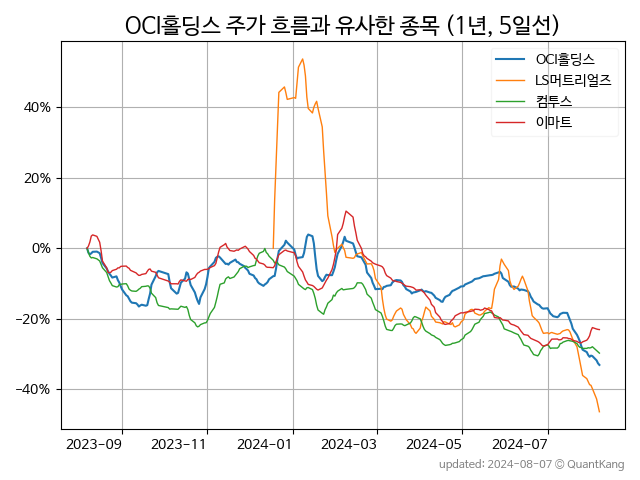 OCI홀딩스 주가 흐름과 유사한 종목 (1년, 5일선)
OCI홀딩스
LS머트리얼즈
컴투스
이마트
40%
20%
0%
−20%
−40%
2023-09
2023-11
2024-01
2024-03
2024-05
2024-07
updated: 2024-08-07 © QuantKang